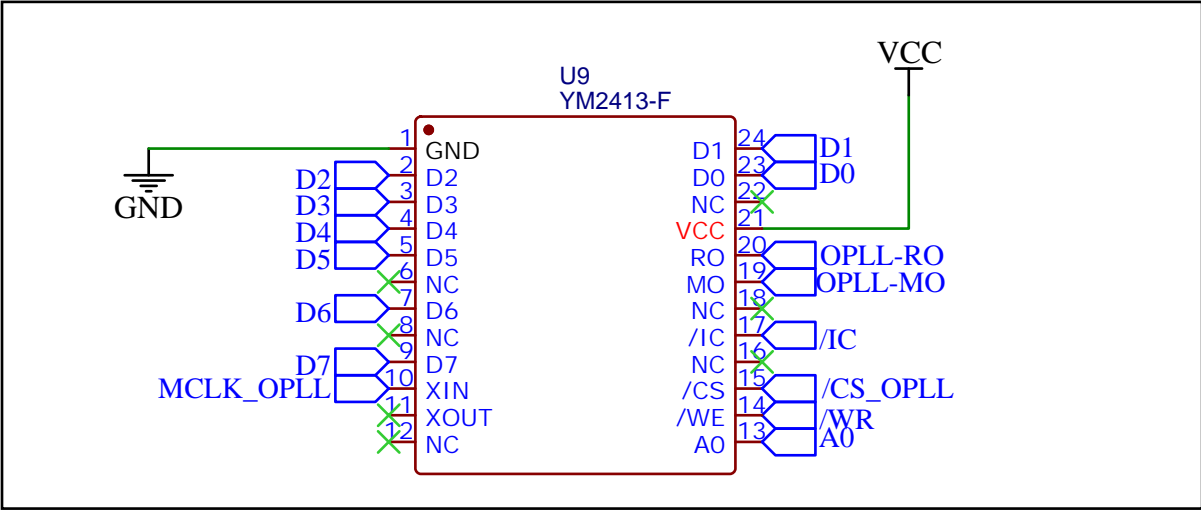 U9
YM2413-F
VCC
GND
1 GND
D2 2 D2
D3 3 D3
D4 4 D4
D5 5 D5
6 NC
D6 7 D6
8 NC
D7 9 D7
MCLK_OPLL 10 XIN
11 XOUT
12 NC
D1 24 D1
D0 23 D0
NC 22
VCC 21
RO 20 OPLL-RO
MO 19 OPLL-MO
NC 18
/IC 17 /IC
NC 16
/CS 15 /CS_OPLL
/WE 14 /WR
A0 13 A0